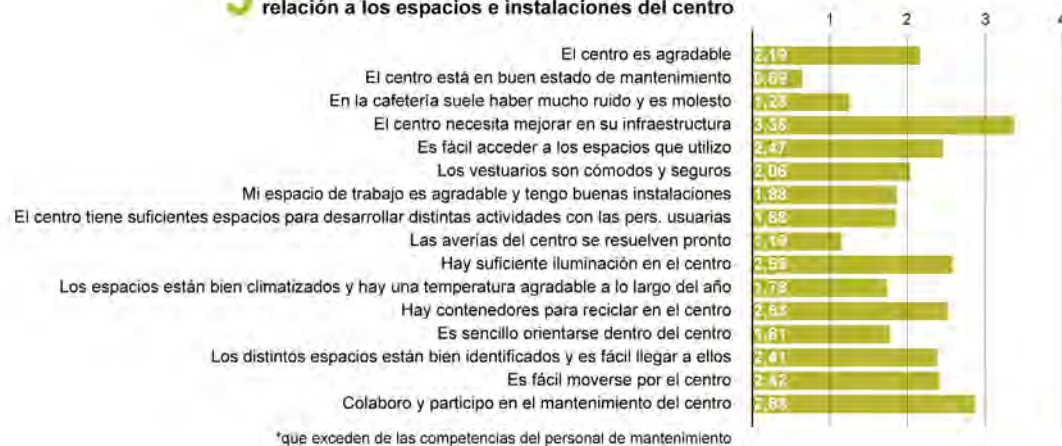 relación a los espacios e instalaciones del centro
1 2 3 4
El centro es agradable 2,19
El centro está en buen estado de mantenimiento 0,69
En la cafetería suele haber mucho ruido y es molesto 1,28
El centro necesita mejorar en su infraestructura 3,38
Es fácil acceder a los espacios que utilizo 2,47
Los vestuarios son cómodos y seguros 2,06
Mi espacio de trabajo es agradable y tengo buenas instalaciones 1,88
El centro tiene suficientes espacios para desarrollar distintas actividades con las pers. usuarias 1,88
Las averías del centro se resuelven pronto 1,19
Hay suficiente iluminación en el centro
Los espacios están bien climatizados y hay una temperatura agradable a lo largo del año 1,78
Hay contenedores para reciclar en el centro 2,53
Es sencillo orientarse dentro del centro 1,81
Los distintos espacios están bien identificados y es fácil llegar a ellos 2,41
Es fácil moverse por el centro 2,42
Colaboro y participo en el mantenimiento del centro 2,88
*que exceden de las competencias del personal de mantenimiento